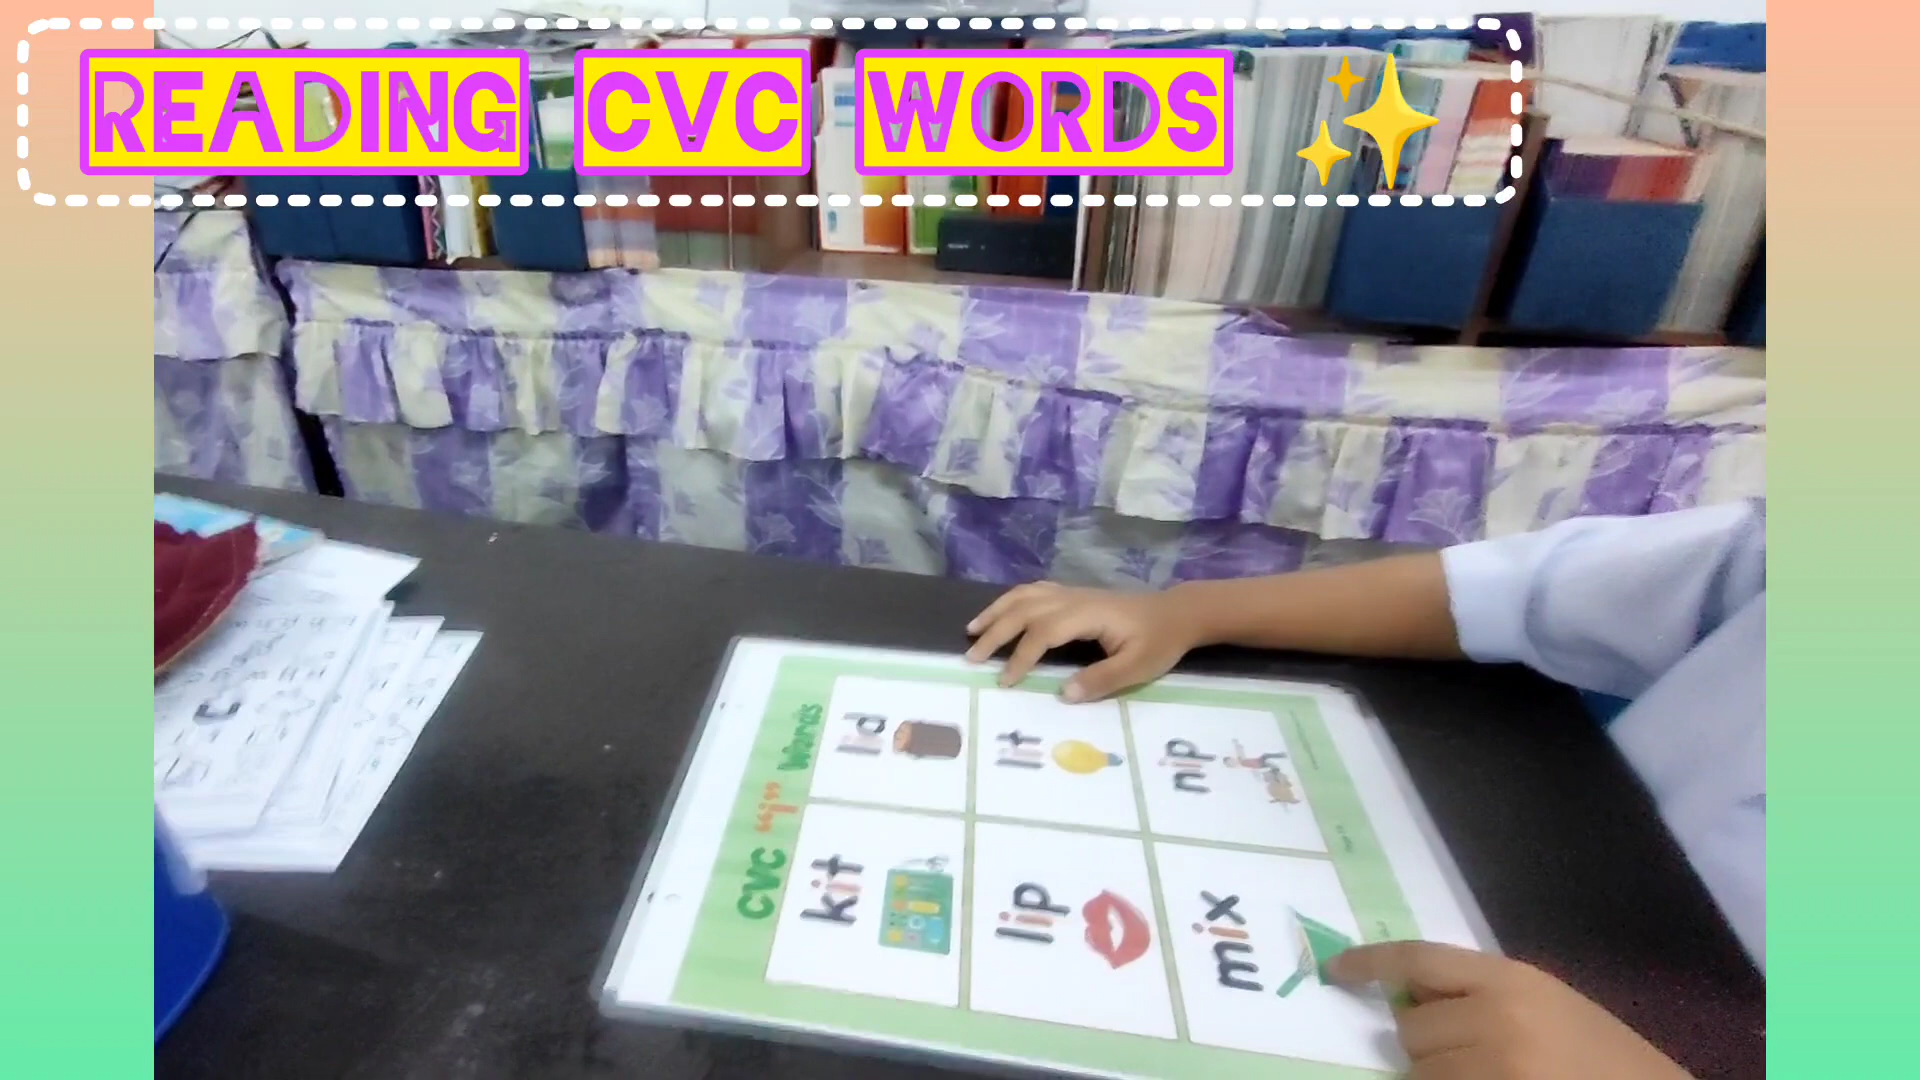 READING CVC WORDS
CVC "i" Words
kit
lid
lip
lit
mix
nip
C